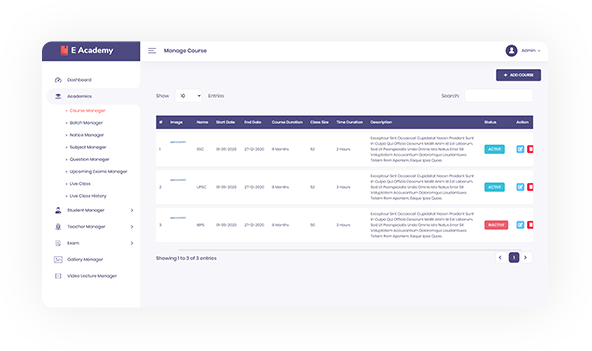 E Academy
Manage Course
Admin
Dashboard
Academics
Course Manager
Batch Manager
Notice Manager
Subject Manager
Question Manager
Upcoming Exams Manager
Live Class
Live Class History
Student Manager
Teacher Manager
Exam
Gallery Manager
Video Lecture Manager
+ ADD COURSE
Show 10 Entries
Search:
# Image Name Start Date End Date Course Duration Class Size Time Duration Description Status Action
1 SSC 01-05-2020 27-12-2020 8 Months 52 2 Hours
Excepteur Sint Occaecat Cupidatat Nooon Proident Sunt
In Culpa Qui Officia Deserunt Mollit Anim Id Est Laborum.
Sed Ut Perspiciatis Unde Omnis Iste Natus Error Sit
Voluptatem Accusantium Doloremque Laudantium
Totam Rem Aperiam, Eaque Ipsa Quae.
ACTIVE
2 UPSC 01-05-2020 27-12-2020 8 Months 52 2 Hours
Excepteur Sint Occaecat Cupidatat Nooon Proident Sunt
In Culpa Qui Officia Deserunt Mollit Anim Id Est Laborum.
Sed Ut Perspiciatis Unde Omnis Iste Natus Error Sit
Voluptatem Accusantium Doloremque Laudantium
Totam Rem Aperiam, Eaque Ipsa Quae.
ACTIVE
3 IBPS 01-05-2020 27-12-2020 8 Months 50 2 Hours
Excepteur Sint Occaecat Cupidatat Nooon Proident Sunt
In Culpa Qui Officia Deserunt Mollit Anim Id Est Laborum.
Sed Ut Perspiciatis Unde Omnis Iste Natus Error Sit
Voluptatem Accusantium Doloremque Laudantium
Totam Rem Aperiam, Eaque Ipsa Quae.
INACTIVE
Showing 1 to 3 of 3 entries
1